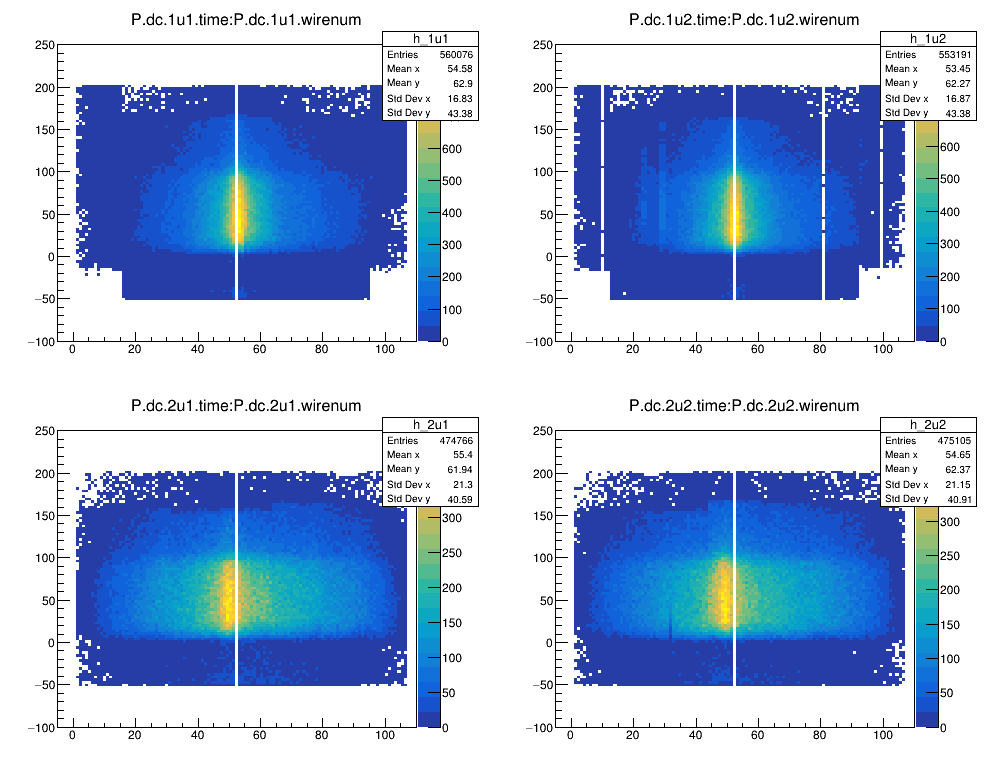 P.dc.1u1.time:P.dc.1u1.wirenum
h_1u1
Entries 560076
Mean x 54.58
Mean y 62.9
Std Dev x 16.83
Std Dev y 43.38
250
200
150
100
50
0
−50
−100
0 20 40 60 80 100
600
500
400
300
200
100
0
P.dc.1u2.time:P.dc.1u2.wirenum
h_1u2
Entries 553191
Mean x 53.45
Mean y 62.27
Std Dev x 16.87
Std Dev y 43.38
250
200
150
100
50
0
−50
−100
0 20 40 60 80 100
600
500
400
300
200
100
0
P.dc.2u1.time:P.dc.2u1.wirenum
h_2u1
Entries 474766
Mean x 55.4
Mean y 61.94
Std Dev x 21.3
Std Dev y 40.59
250
200
150
100
50
0
−50
−100
0 20 40 60 80 100
300
250
200
150
100
50
0
P.dc.2u2.time:P.dc.2u2.wirenum
h_2u2
Entries 475105
Mean x 54.65
Mean y 62.37
Std Dev x 21.15
Std Dev y 40.91
250
200
150
100
50
0
−50
−100
0 20 40 60 80 100
300
250
200
150
100
50
0